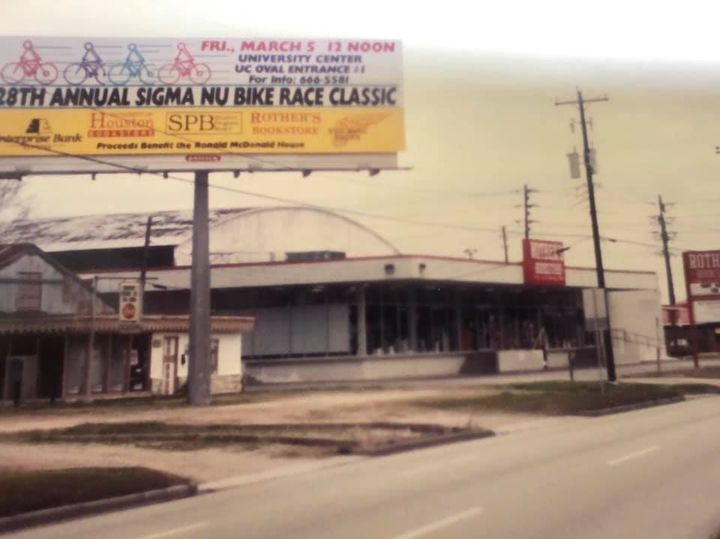 FRI., MARCH 5 12 NOON
UNIVERSITY CENTER
UC OVAL ENTRANCE #1
For Info: 666-5581
28TH ANNUAL SIGMA NU BIKE RACE CLASSIC
Enterprise Bank
Houston
BOOKSTORE
SPB
ROTHER'S
BOOKSTORE
Proceeds Benefit the Ronald McDonald House
ROTH